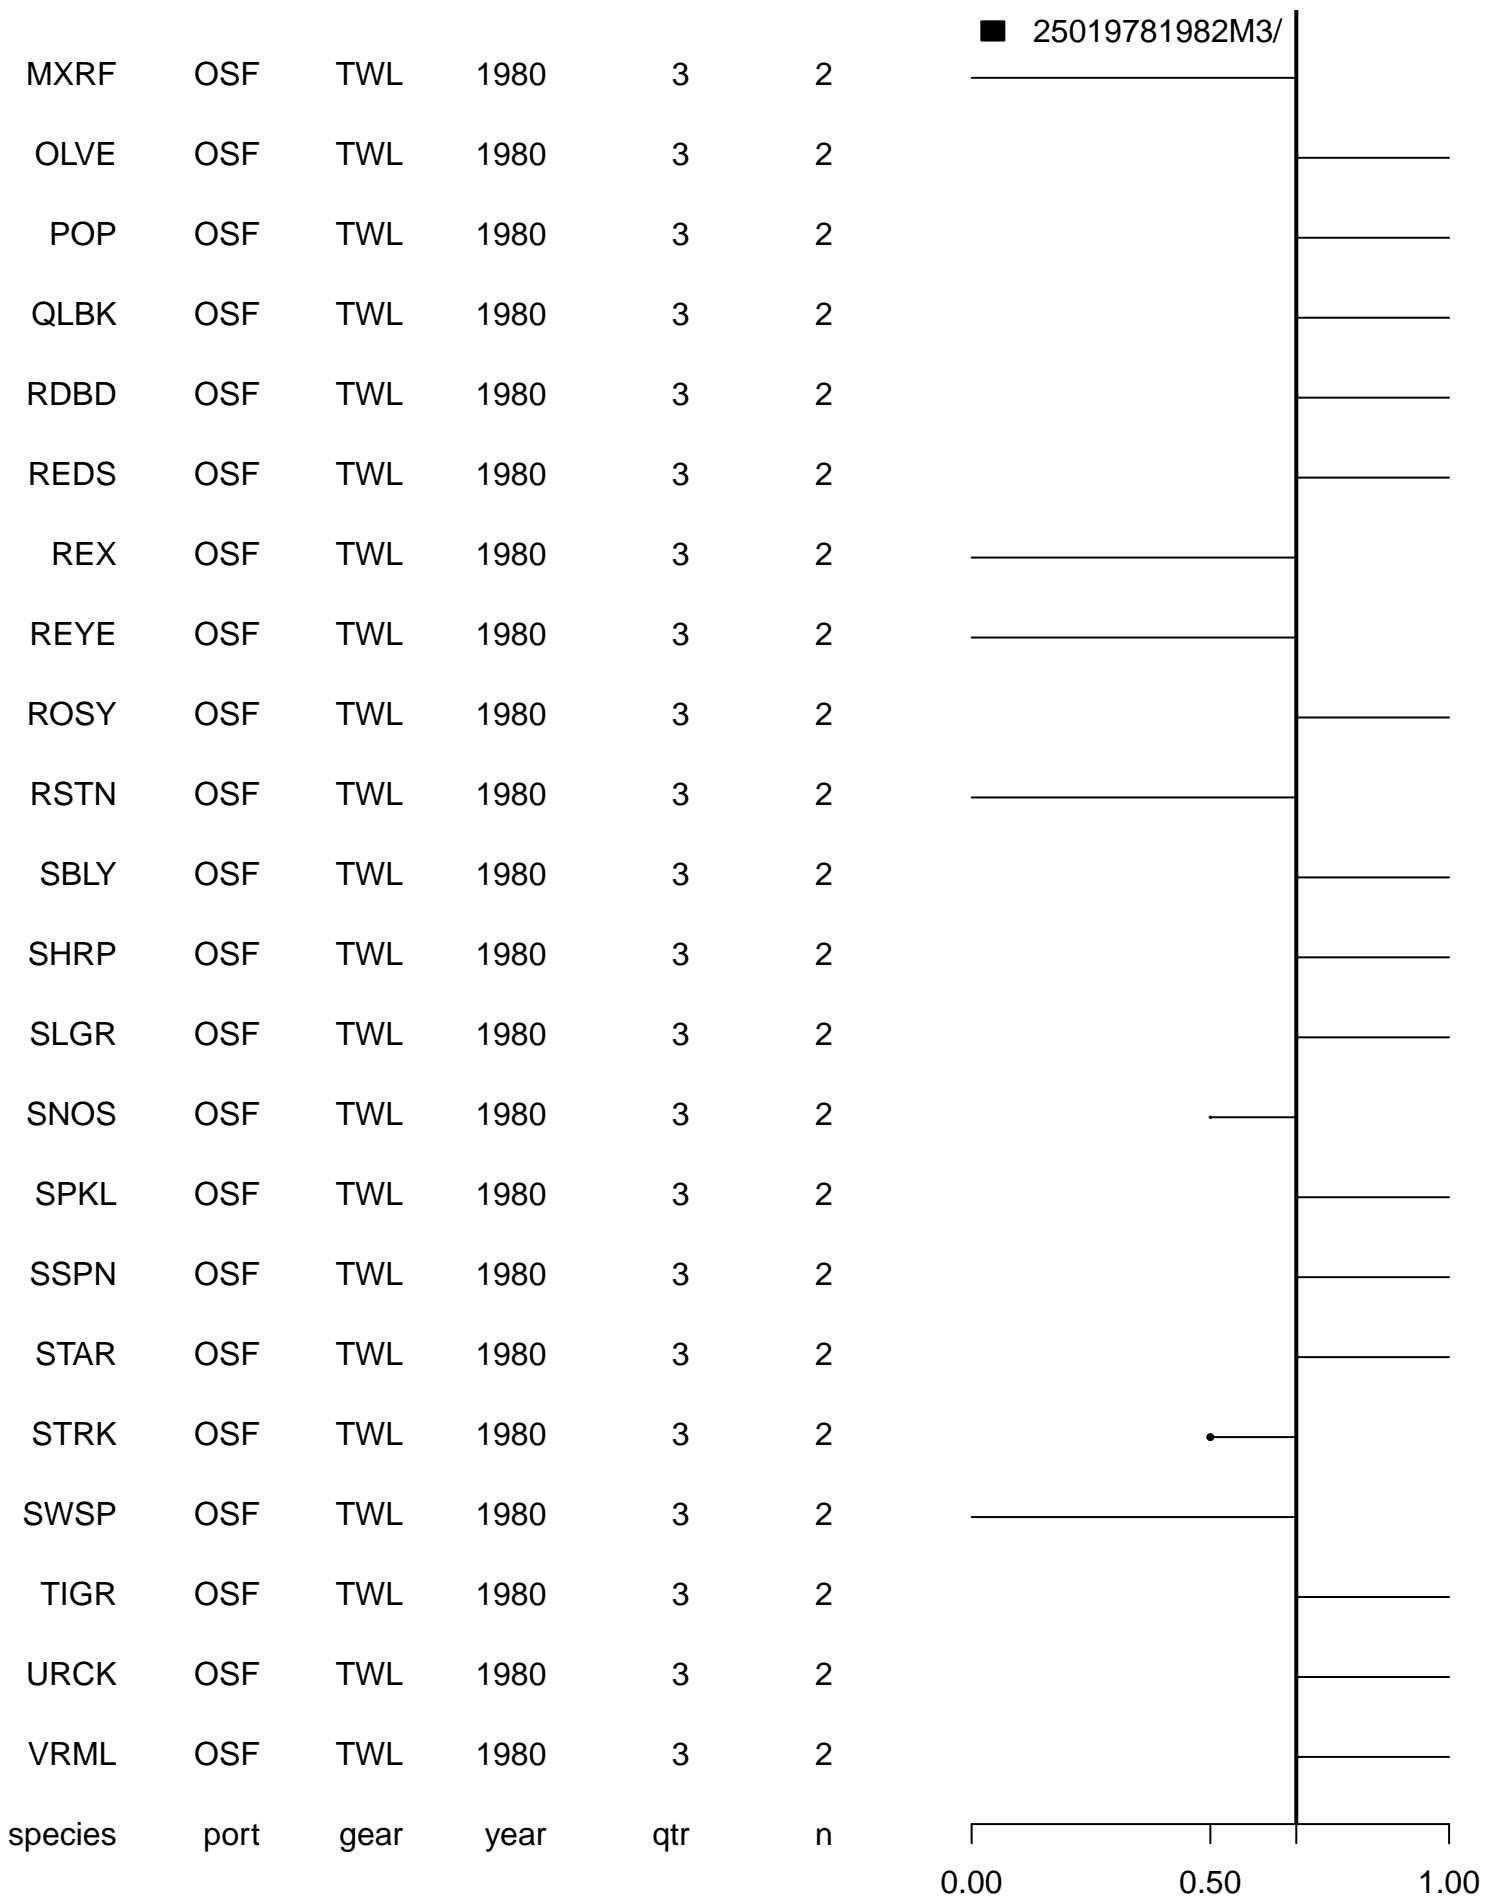 25019781982M3/
MXRF OSF TWL 1980 3 2
OLVE OSF TWL 1980 3 2
POP OSF TWL 1980 3 2
QLBK OSF TWL 1980 3 2
RDBD OSF TWL 1980 3 2
REDS OSF TWL 1980 3 2
REX OSF TWL 1980 3 2
REYE OSF TWL 1980 3 2
ROSY OSF TWL 1980 3 2
RSTN OSF TWL 1980 3 2
SBLY OSF TWL 1980 3 2
SHRP OSF TWL 1980 3 2
SLGR OSF TWL 1980 3 2
SNOS OSF TWL 1980 3 2
SPKL OSF TWL 1980 3 2
SSPN OSF TWL 1980 3 2
STAR OSF TWL 1980 3 2
STRK OSF TWL 1980 3 2
SWSP OSF TWL 1980 3 2
TIGR OSF TWL 1980 3 2
URCK OSF TWL 1980 3 2
VRML OSF TWL 1980 3 2
species port gear year qtr n
0.00 0.50 1.00